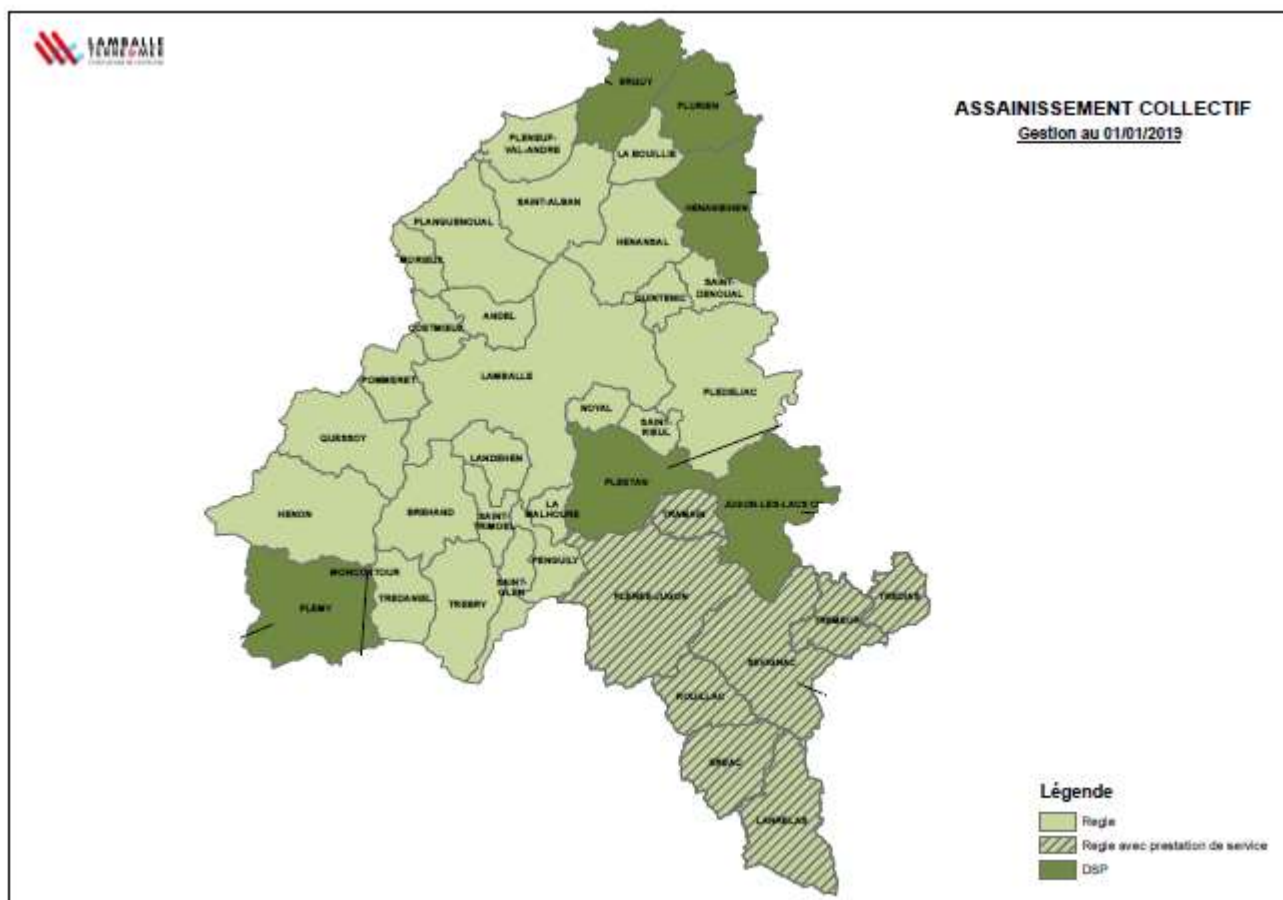 LAMBALLE
TERRE&MER
ASSAINISSEMENT COLLECTIF
Gestion au 01/01/2019
ERQUY
PLURIEN
PLENEUF-
VAL-ANDRE
LA BOUILLIE
SAINT-ALBAN
HENANBIHEN
PLANGUENOUAL
HENANSAL
MORIEUX
SAINT-
DENOUAL
QUINTENIC
ANDEL
COETMIEUX
LAMBALLE
POMMERET
PLEDELIAC
NOYAL
SAINT-
RIEUL
QUESSOY
LANDEHEN
PLESTAN
JUGON-LES-LACS
LA
MALHOURE
HENON
BREHAND
SAINT-
TRIMOEL
TRAMAIN
PENGUILY
MONCONTOUR
SAINT-
GLEN
TREDANIEL
TREBRY
PLENEE-JUGON
TREDIAS
PLEMY
TREMEUR
SEVIGNAC
ROUILLAC
EREAC
LANRELAS
Légende
Regie
Regie avec prestation de service
DSP